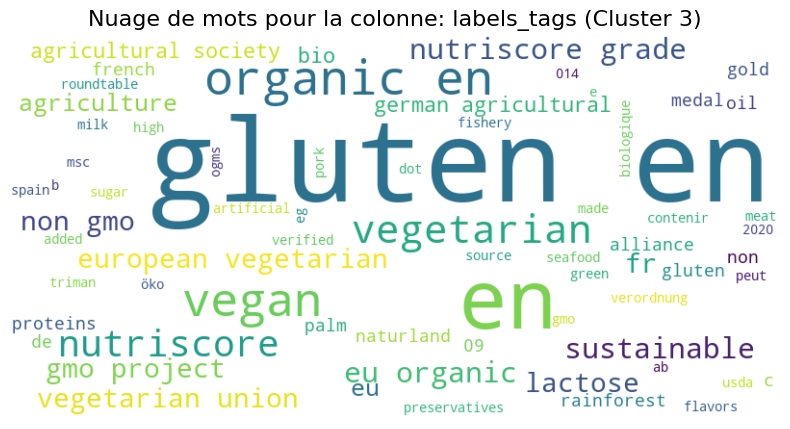 Nuage de mots pour la colonne: labels_tags (Cluster 3)
agricultural society
bio
nutriscore grade
french
organic en
014
gold
roundtable
e
agriculture
german agricultural
medal
oil
milk
high
gluten en
fishery
biologique
msc
ogms
pork
dot
spain
b
sugar
artificial
eg
made
contenir
meat
non gmo
vegetarian
2020
added
verified
alliance
european vegetarian
source
seafood
fr
gluten
non
triman
öko
green
peut
vegan
en
verordnung
proteins
palm
gmo
de
nutriscore
naturland
09
sustainable
gmo project
eu organic
ab
eu
lactose
usda
c
vegetarian union
preservatives
rainforest
flavors